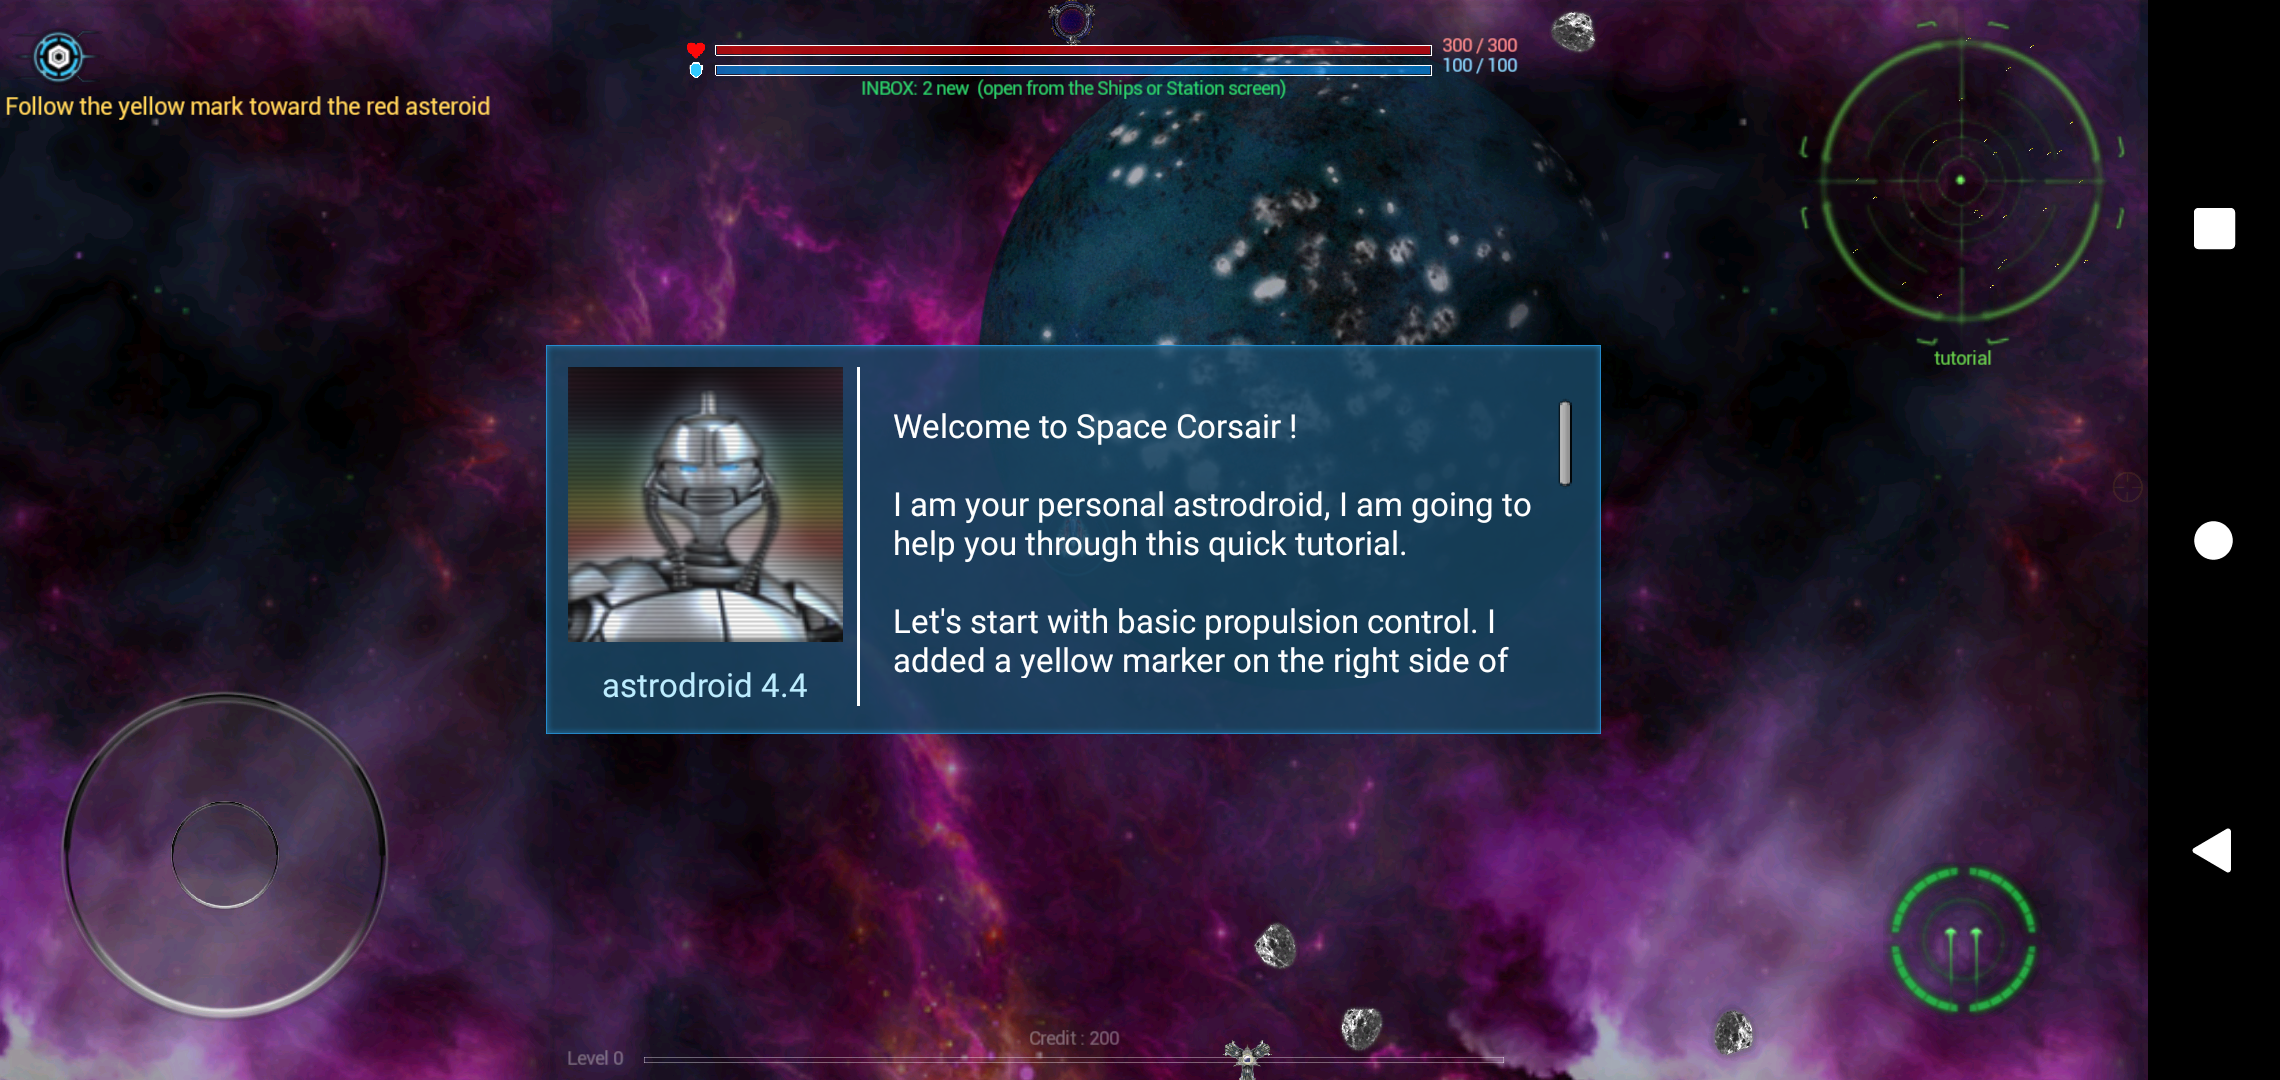 300 / 300
100 / 100
INBOX: 2 new  (open from the Ships or Station screen)
Follow the yellow mark toward the red asteroid
tutorial
Welcome to Space Corsair !
I am your personal astrodroid, I am going to
help you through this quick tutorial.
Let's start with basic propulsion control. I
added a yellow marker on the right side of
astrodroid 4.4
Credit : 200
Level 0